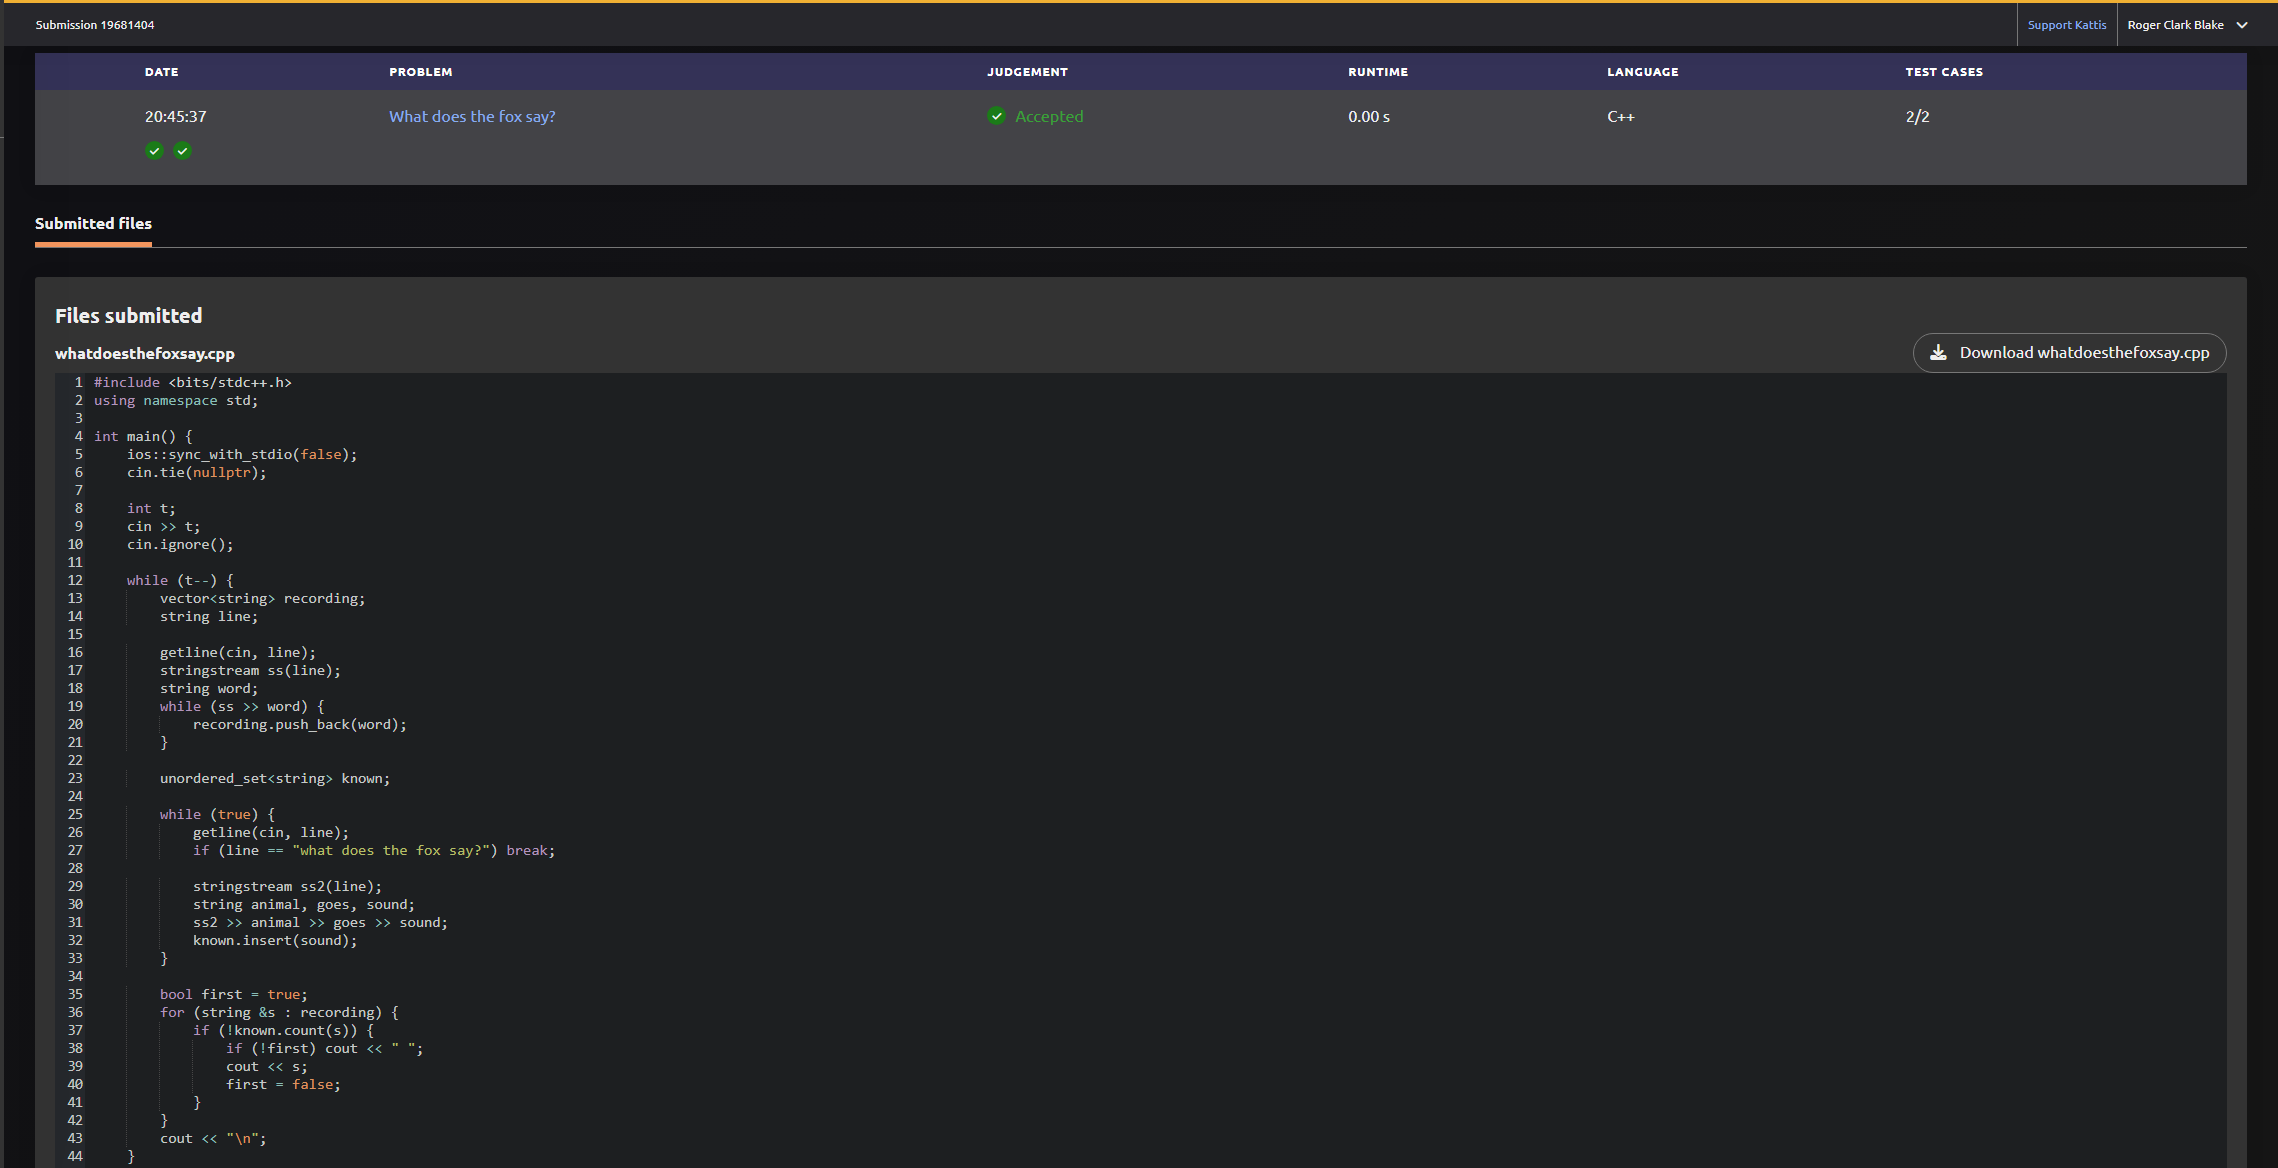 Submission 19681404
Support Kattis
Roger Clark Blake
DATE PROBLEM JUDGEMENT RUNTIME LANGUAGE TEST CASES
20:45:37 What does the fox say? Accepted 0.00 s C++ 2/2
Submitted files
Files submitted
whatdoesthefoxsay.cpp
Download whatdoesthefoxsay.cpp
1 #include <bits/stdc++.h>
2 using namespace std;
3
4 int main() {
5     ios::sync_with_stdio(false);
6     cin.tie(nullptr);
7
8     int t;
9     cin >> t;
10     cin.ignore();
11
12     while (t--) {
13         vector<string> recording;
14         string line;
15
16         getline(cin, line);
17         stringstream ss(line);
18         string word;
19         while (ss >> word) {
20             recording.push_back(word);
21         }
22
23         unordered_set<string> known;
24
25         while (true) {
26             getline(cin, line);
27             if (line == "what does the fox say?") break;
28
29             stringstream ss2(line);
30             string animal, goes, sound;
31             ss2 >> animal >> goes >> sound;
32             known.insert(sound);
33         }
34
35         bool first = true;
36         for (string &s : recording) {
37             if (!known.count(s)) {
38                 if (!first) cout << " ";
39                 cout << s;
40                 first = false;
41             }
42         }
43         cout << "\n";
44     }